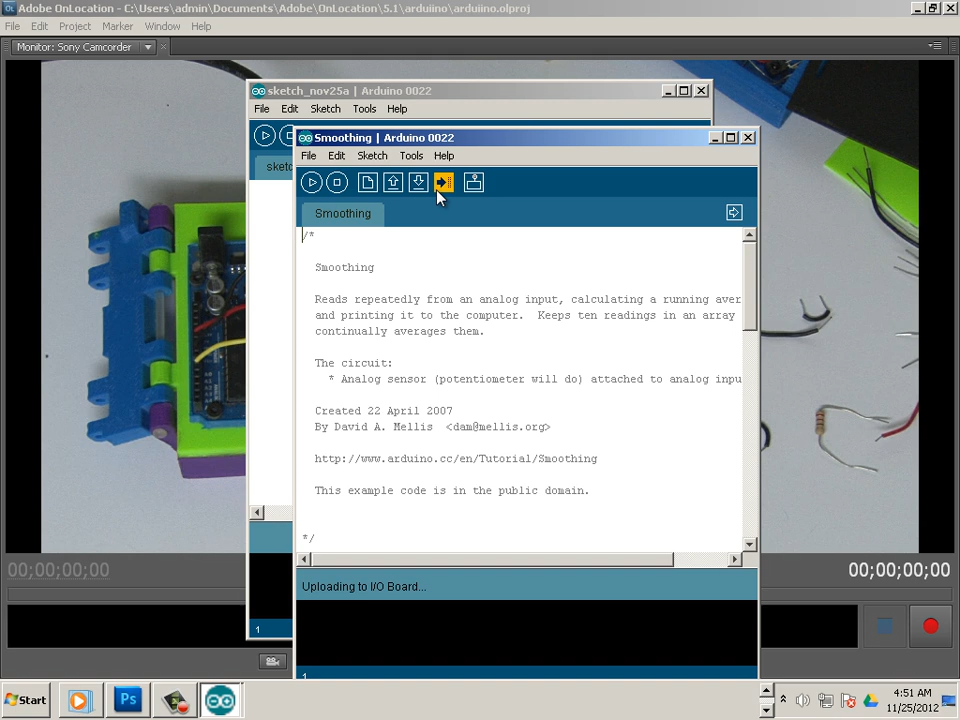 Adobe OnLocation - C:\Users\admin\Documents\Adobe\OnLocation\5.1\arduiino\arduiino.olproj
File Edit Project Marker Window Help
Monitor: Sony Camcorder
sketch_nov25a | Arduino 0022
File Edit Sketch Tools Help
Smoothing | Arduino 0022
File Edit Sketch Tools Help
Smoothing
/*
Smoothing
Reads repeatedly from an analog input, calculating a running aver
and printing it to the computer. Keeps ten readings in an array
continually averages them.
The circuit:
* Analog sensor (potentiometer will do) attached to analog inpu
Created 22 April 2007
By David A. Mellis <dam@mellis.org>
http://www.arduino.cc/en/Tutorial/Smoothing
This example code is in the public domain.
*/
00;00;00;00
00;00;00;00
Uploading to I/O Board...
1
1
Start
Ps
4:51 AM
11/25/2012